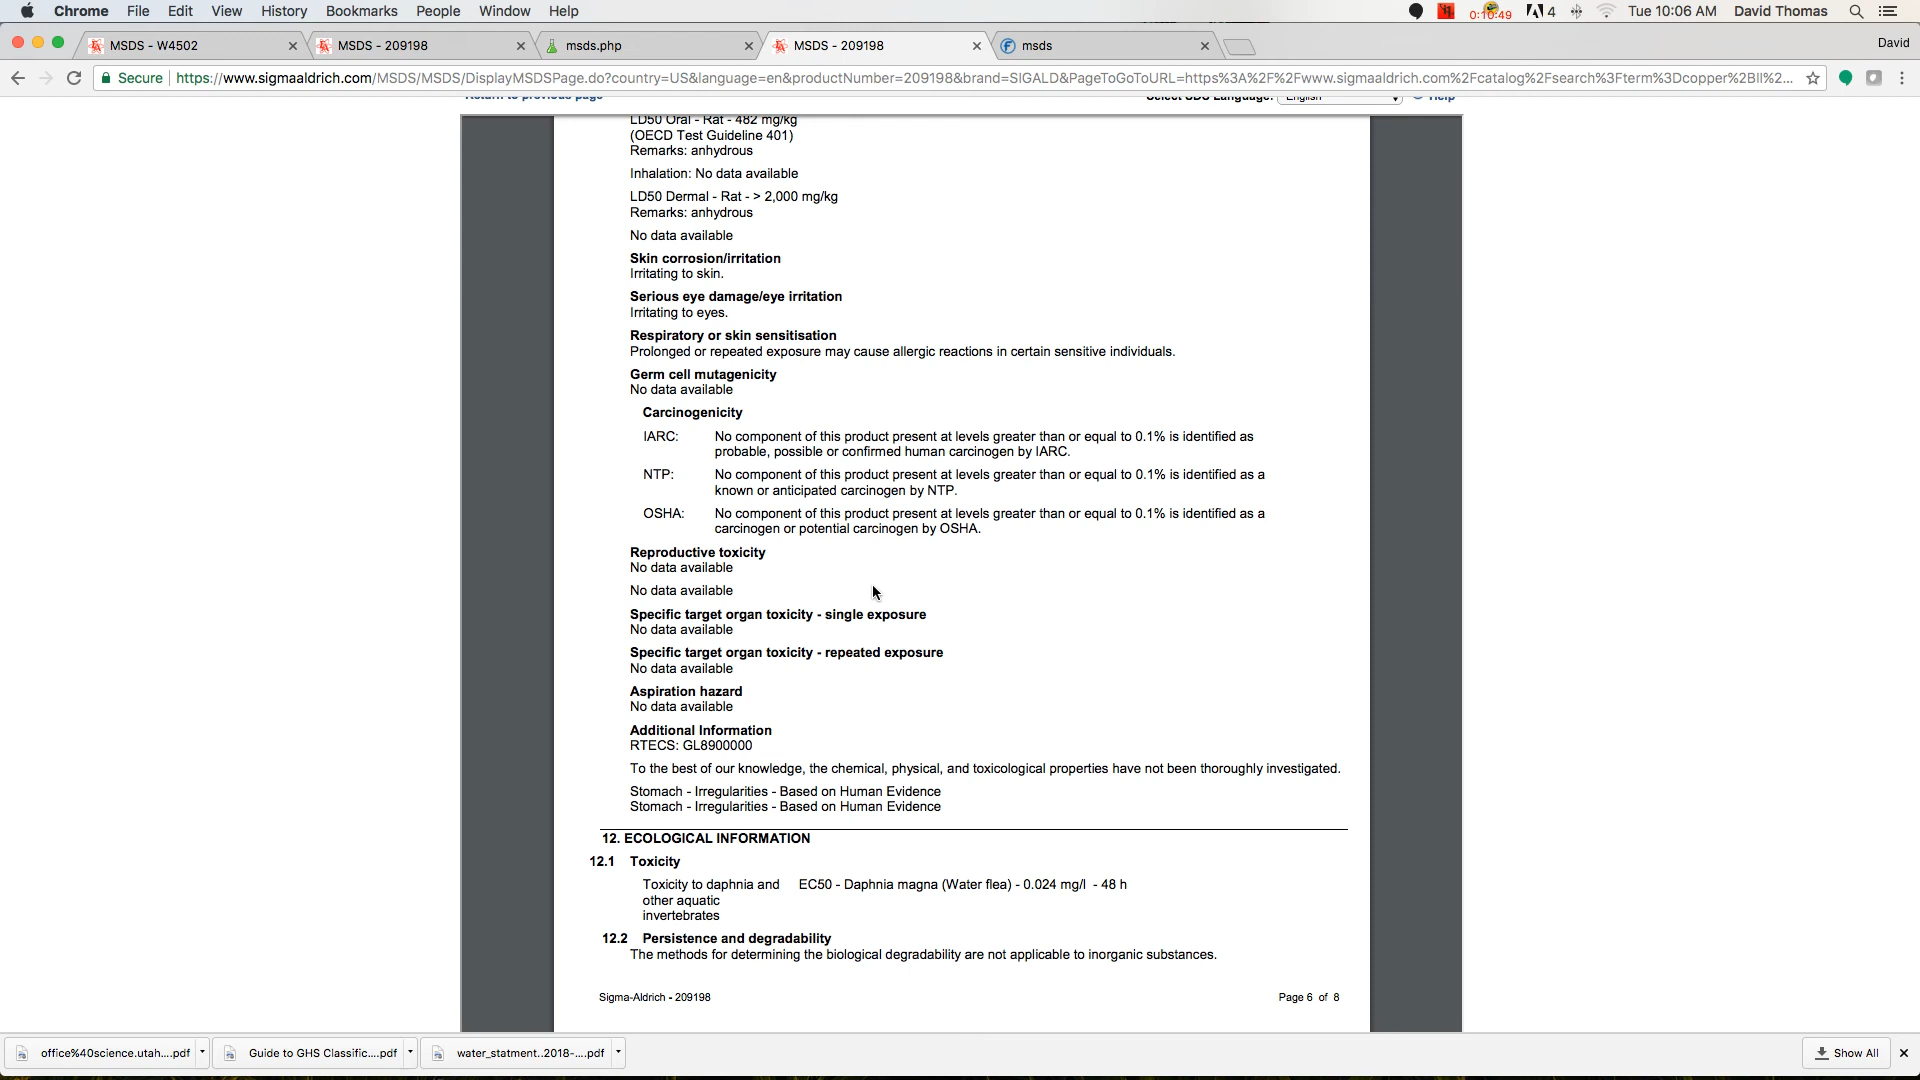 Chrome File Edit View History Bookmarks People Window Help 0:10:49 4 Tue 10:06 AM David Thomas
MSDS - W4502 MSDS - 209198 msds.php MSDS - 209198 msds David
Secure https://www.sigmaaldrich.com/MSDS/MSDS/DisplayMSDSPage.do?country=US&language=en&productNumber=209198&brand=SIGALD&PageToGoToURL=https%3A%2F%2Fwww.sigmaaldrich.com%2Fcatalog%2Fsearch%3Fterm%3Dcopper%2BII%2...
Return to previous page Select SDS Language: English Help
LD50 Oral - Rat - 482 mg/kg
(OECD Test Guideline 401)
Remarks: anhydrous
Inhalation: No data available
LD50 Dermal - Rat - > 2,000 mg/kg
Remarks: anhydrous
No data available
Skin corrosion/irritation
Irritating to skin.
Serious eye damage/eye irritation
Irritating to eyes.
Respiratory or skin sensitisation
Prolonged or repeated exposure may cause allergic reactions in certain sensitive individuals.
Germ cell mutagenicity
No data available
Carcinogenicity
IARC: No component of this product present at levels greater than or equal to 0.1% is identified as
probable, possible or confirmed human carcinogen by IARC.
NTP: No component of this product present at levels greater than or equal to 0.1% is identified as a
known or anticipated carcinogen by NTP.
OSHA: No component of this product present at levels greater than or equal to 0.1% is identified as a
carcinogen or potential carcinogen by OSHA.
Reproductive toxicity
No data available
No data available
Specific target organ toxicity - single exposure
No data available
Specific target organ toxicity - repeated exposure
No data available
Aspiration hazard
No data available
Additional Information
RTECS: GL8900000
To the best of our knowledge, the chemical, physical, and toxicological properties have not been thoroughly investigated.
Stomach - Irregularities - Based on Human Evidence
Stomach - Irregularities - Based on Human Evidence
12. ECOLOGICAL INFORMATION
12.1 Toxicity
Toxicity to daphnia and EC50 - Daphnia magna (Water flea) - 0.024 mg/l - 48 h
other aquatic
invertebrates
12.2 Persistence and degradability
The methods for determining the biological degradability are not applicable to inorganic substances.
Sigma-Aldrich - 209198 Page 6 of 8
office%40science.utah....pdf Guide to GHS Classific....pdf water_statment..2018-....pdf Show All